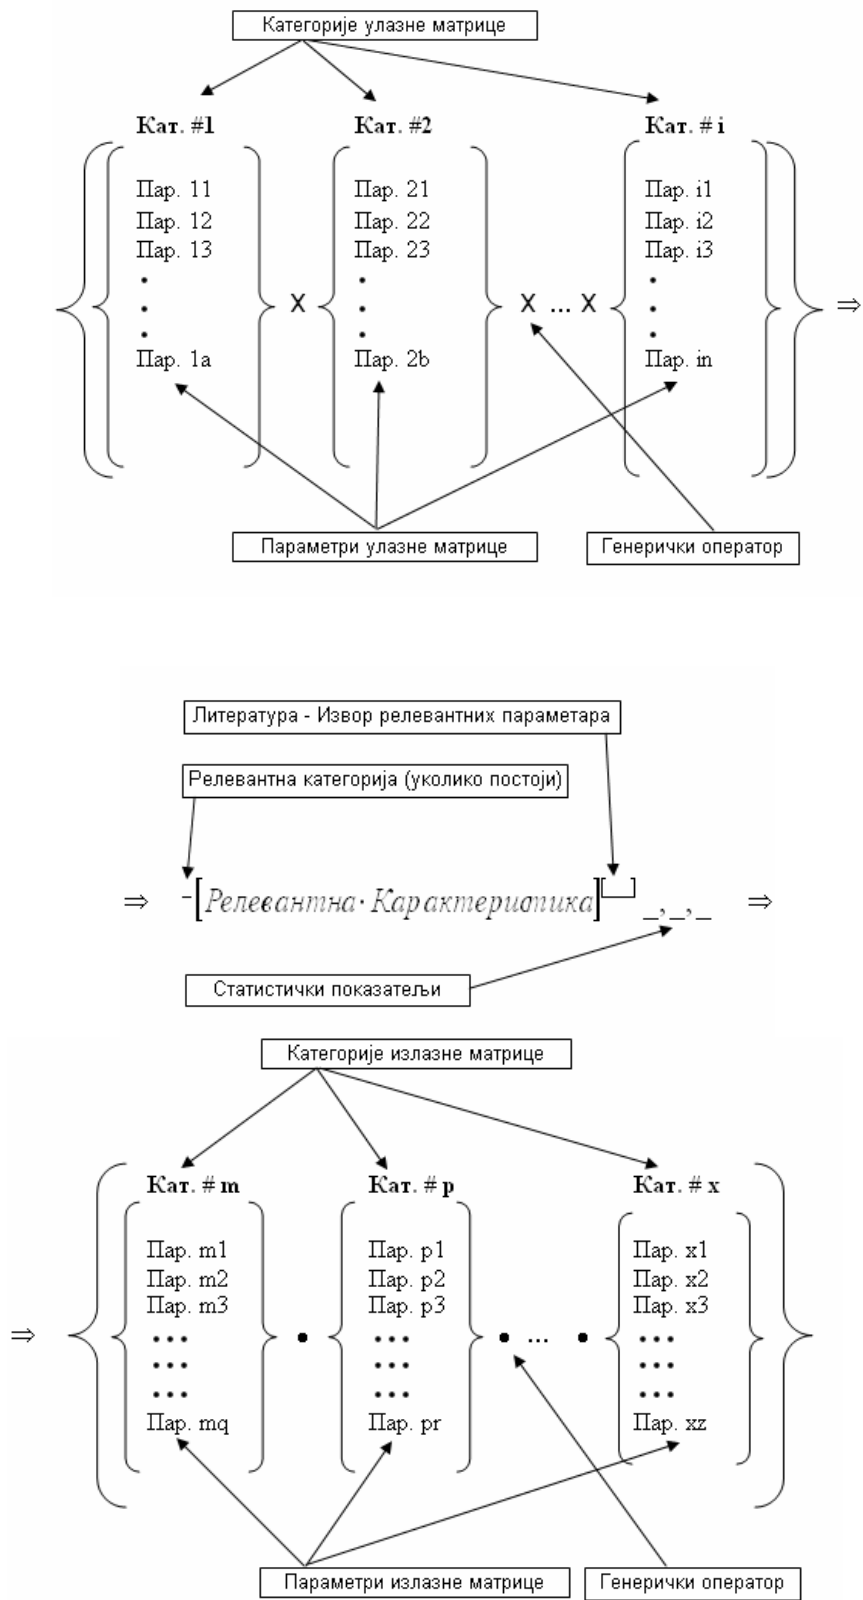 Категорије улазне матрице
Кат. #1 Кат. #2 Кат. # i
Пар. 11 Пар. 21 Пар. i1
Пар. 12 Пар. 22 Пар. i2
Пар. 13 Пар. 23 Пар. i3
X X ... X ⇒
Пар. 1a Пар. 2b Пар. in
Параметри улазне матрице Генерички оператор
Литература - Извор релевантних параметара
Релевантна категорија (уколико постоји)
⇒ -[Релевантна· Карактеристика][ ] _,_,_ ⇒
Статистички показатељи
Категорије излазне матрице
Кат. # m Кат. # p Кат. # x
Пар. m1 Пар. p1 Пар. x1
Пар. m2 Пар. p2 Пар. x2
Пар. m3 Пар. p3 Пар. x3
⇒ ••• • ••• • ... • •••
••• ••• •••
••• ••• •••
Пар. mq Пар. pr Пар. xz
Параметри излазне матрице Генерички оператор